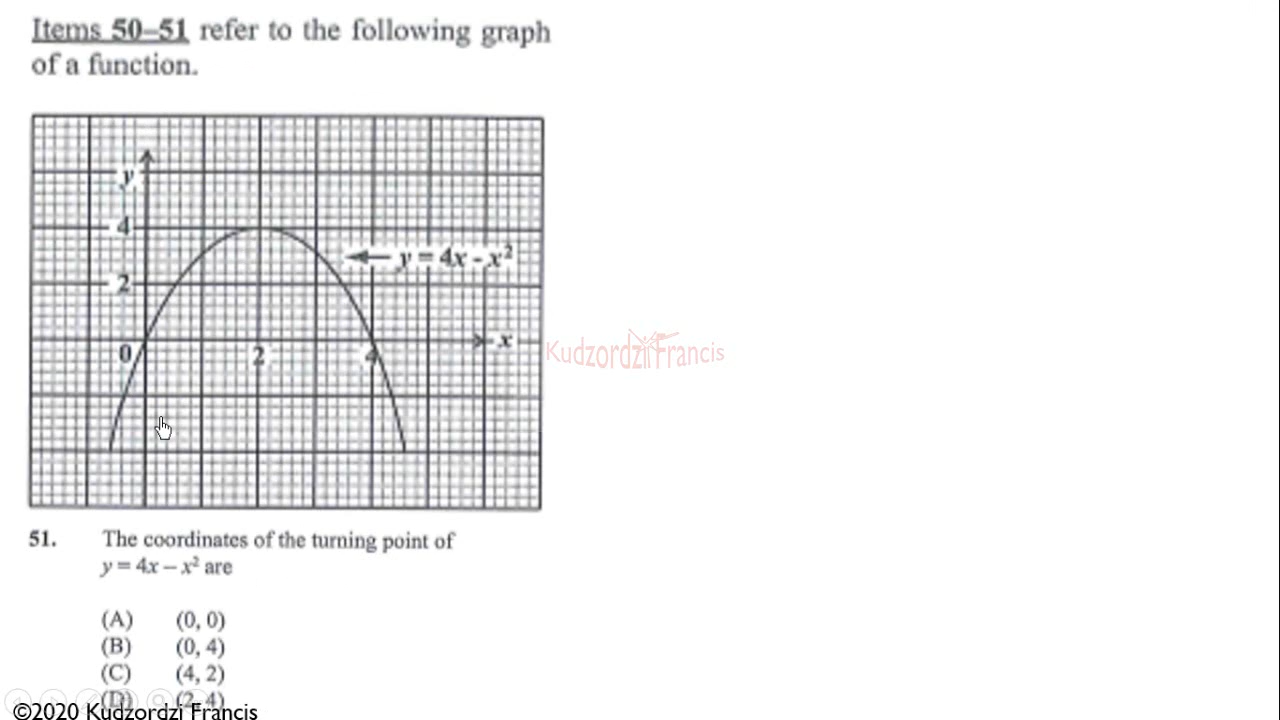 Items 50–51 refer to the following graph
of a function.
y
4
y = 4x - x²
2
0
2
4
x
Kudzordzi Francis
51. The coordinates of the turning point of
y = 4x – x² are
(A) (0, 0)
(B) (0, 4)
(C) (4, 2)
(D) (2, 4)
©2020 Kudzordzi Francis